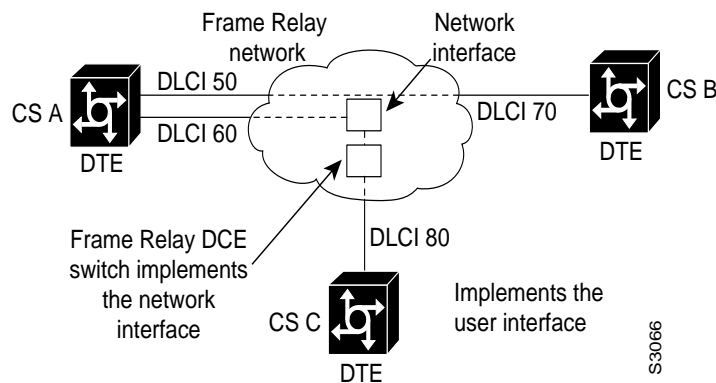 Frame Relay
network
Network
interface
DLCI 50
CS A
DLCI 60
DTE
DLCI 70
CS B
DTE
Frame Relay DCE
switch implements
the network
interface
DLCI 80
CS C
DTE
Implements the
user interface
S3066